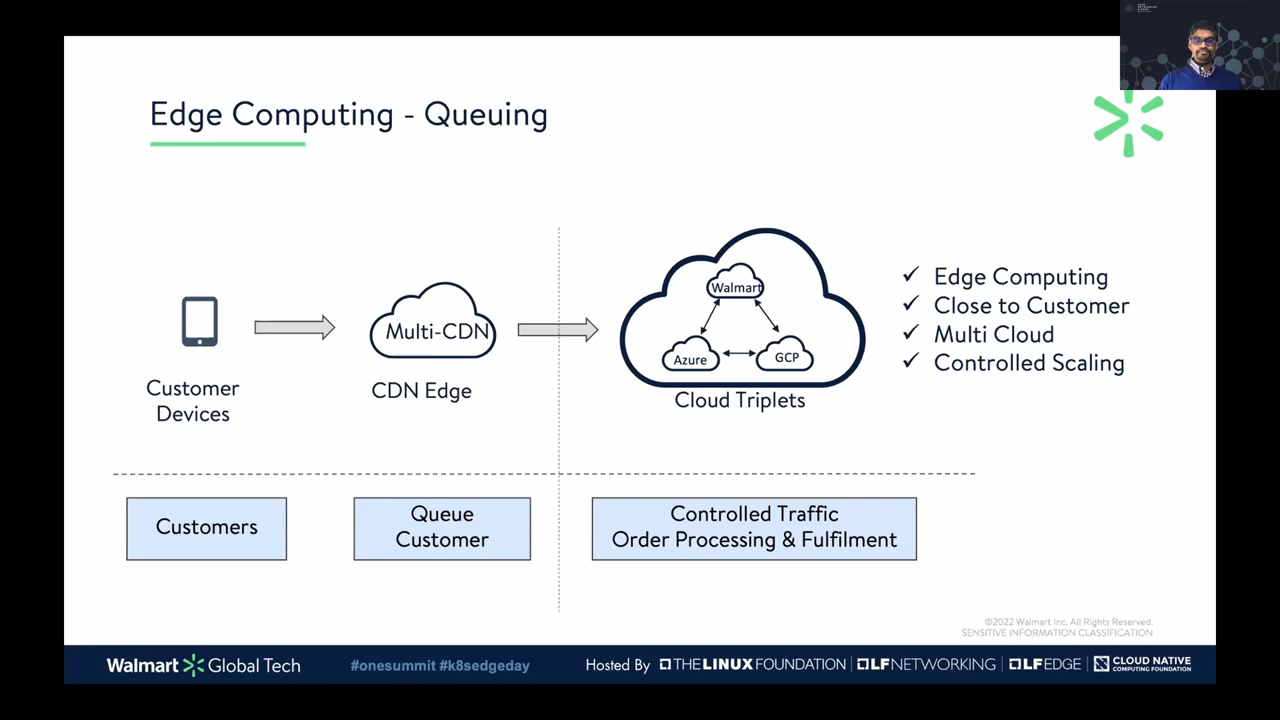 Edge Computing - Queuing
Walmart
Multi-CDN
Azure
GCP
Customer
Devices
CDN Edge
Cloud Triplets
✓ Edge Computing
✓ Close to Customer
✓ Multi Cloud
✓ Controlled Scaling
Customers
Queue
Customer
Controlled Traffic
Order Processing & Fulfilment
©2022 Walmart Inc. All Rights Reserved.
SENSITIVE INFORMATION CLASSIFICATION
Walmart Global Tech
#onesummit #k8sedgeday
Hosted By
THE LINUX FOUNDATION
LF NETWORKING
LF EDGE
CLOUD NATIVE
COMPUTING FOUNDATION